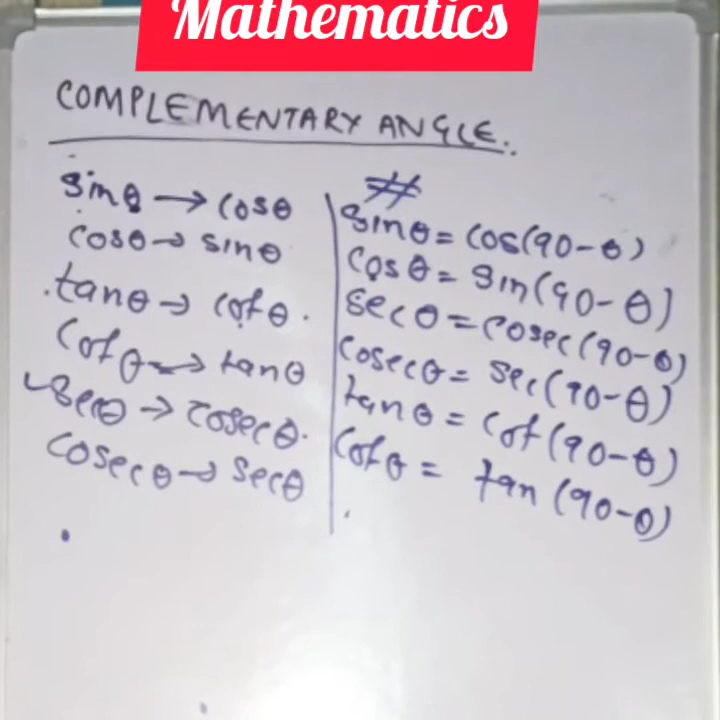 Mathematics
COMPLEMENTARY ANGLE.
sinθ → cosθ
cosθ → sinθ
tanθ → cotθ.
cotθ → tanθ
secθ → cosecθ.
cosecθ → secθ
#
sinθ = cos(90-θ)
cosθ = sin(90-θ)
secθ = cosec(90-θ)
cosecθ = sec(90-θ)
tanθ = cot(90-θ)
cotθ = tan(90-θ)